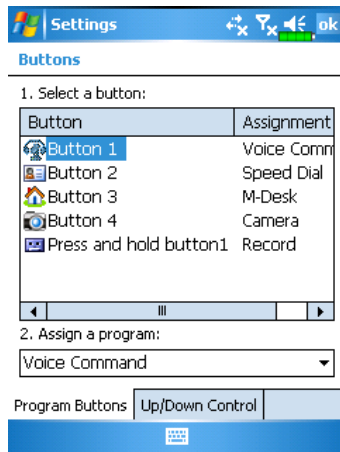 Settings
ok
Buttons
1. Select a button:
Button Assignment
Button 1 Voice Comm
Button 2 Speed Dial
Button 3 M-Desk
Button 4 Camera
Press and hold button1 Record
2. Assign a program:
Voice Command
Program Buttons Up/Down Control